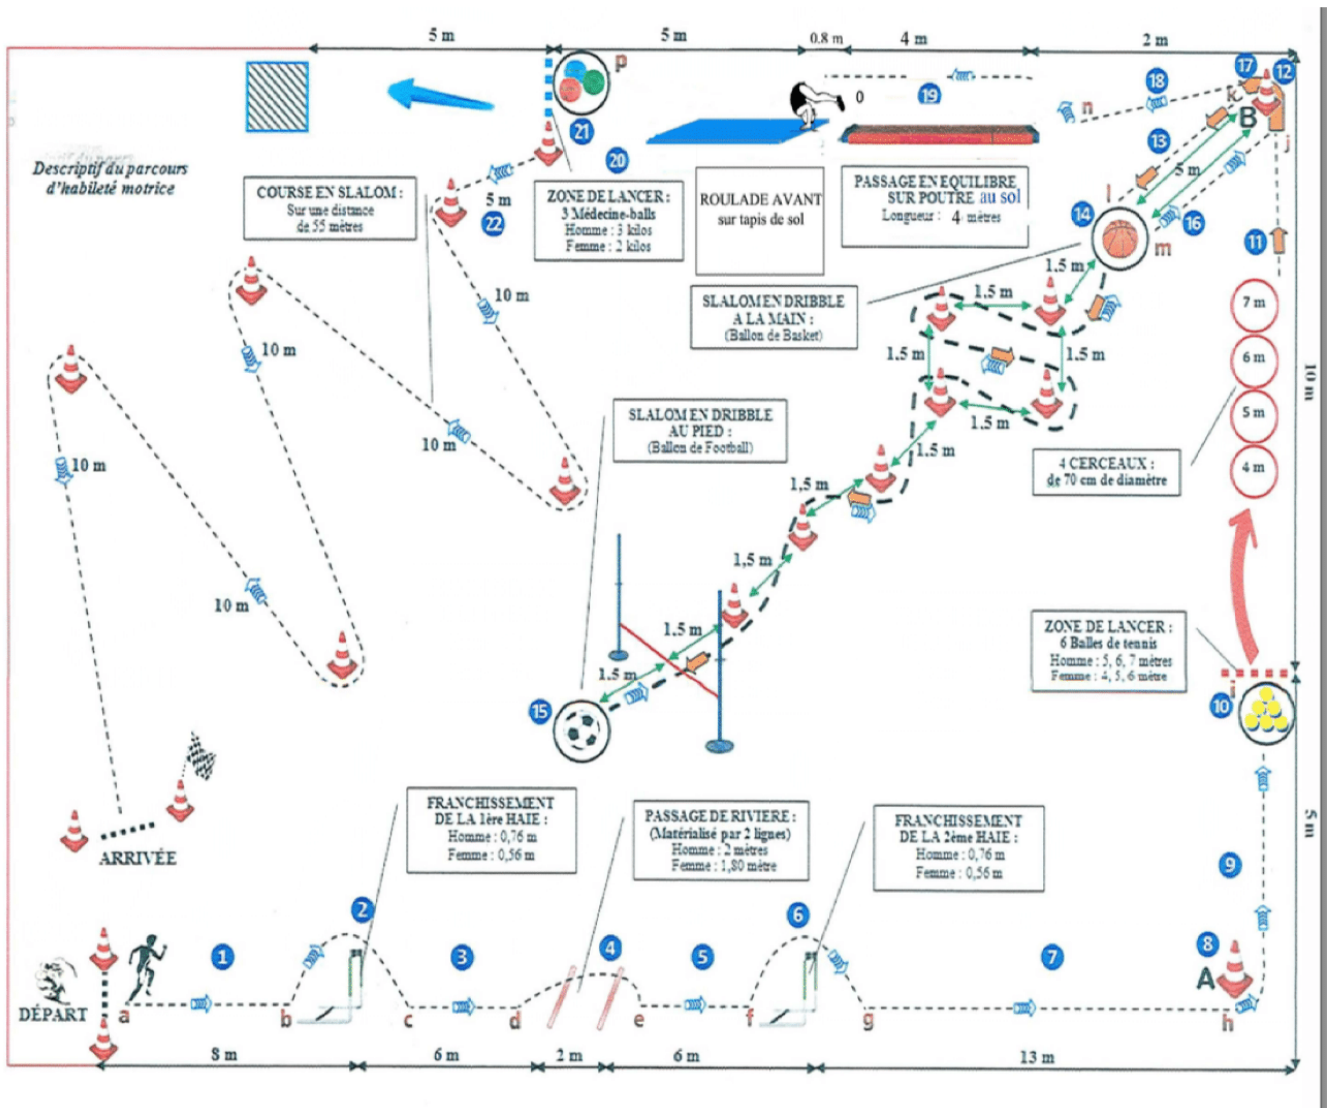 5 m
5 m
0.8 m
4 m
2 m
P
21
20
22
5 m
0
19
n
18
17
12
k
B
j
13
5 m
l
14
16
m
11
Descriptif du parcours
d'habileté motrice
COURSE EN SLALOM :
Sur une distance
de 55 mètres
ZONE DE LANCER :
3 Médecine-balls
Homme : 3 kilos
Femme : 2 kilos
ROULADE AVANT
sur tapis de sol
PASSAGE EN EQUILIBRE
SUR POUTRE au sol
Longueur : 4 mètres
SLALOM EN DRIBBLE
A LA MAIN :
(Ballon de Basket)
1.5 m
1.5 m
1.5 m
1.5 m
1.5 m
1.5 m
1,5 m
1,5 m
1.5 m
1.5 m
10 m
10 m
10 m
10 m
10 m
7 m
6 m
5 m
4 m
10 m
SLALOM EN DRIBBLE
AU PIED :
(Ballon de Football)
4 CERCEAUX :
de 70 cm de diamètre
ZONE DE LANCER :
6 Balles de tennis
Homme : 5, 6, 7 mètres
Femme : 4, 5, 6 mètre
i
10
15
5 m
9
ARRIVÉE
FRANCHISSEMENT
DE LA 1ère HAIE :
Homme : 0,76 m
Femme : 0,56 m
PASSAGE DE RIVIERE :
(Matérialisé par 2 lignes)
Homme : 2 mètres
Femme : 1,80 mètre
FRANCHISSEMENT
DE LA 2ème HAIE :
Homme : 0,76 m
Femme : 0,56 m
1
2
3
4
5
6
7
8
A
DÉPART
a
b
c
d
e
f
g
h
8 m
6 m
2 m
6 m
13 m